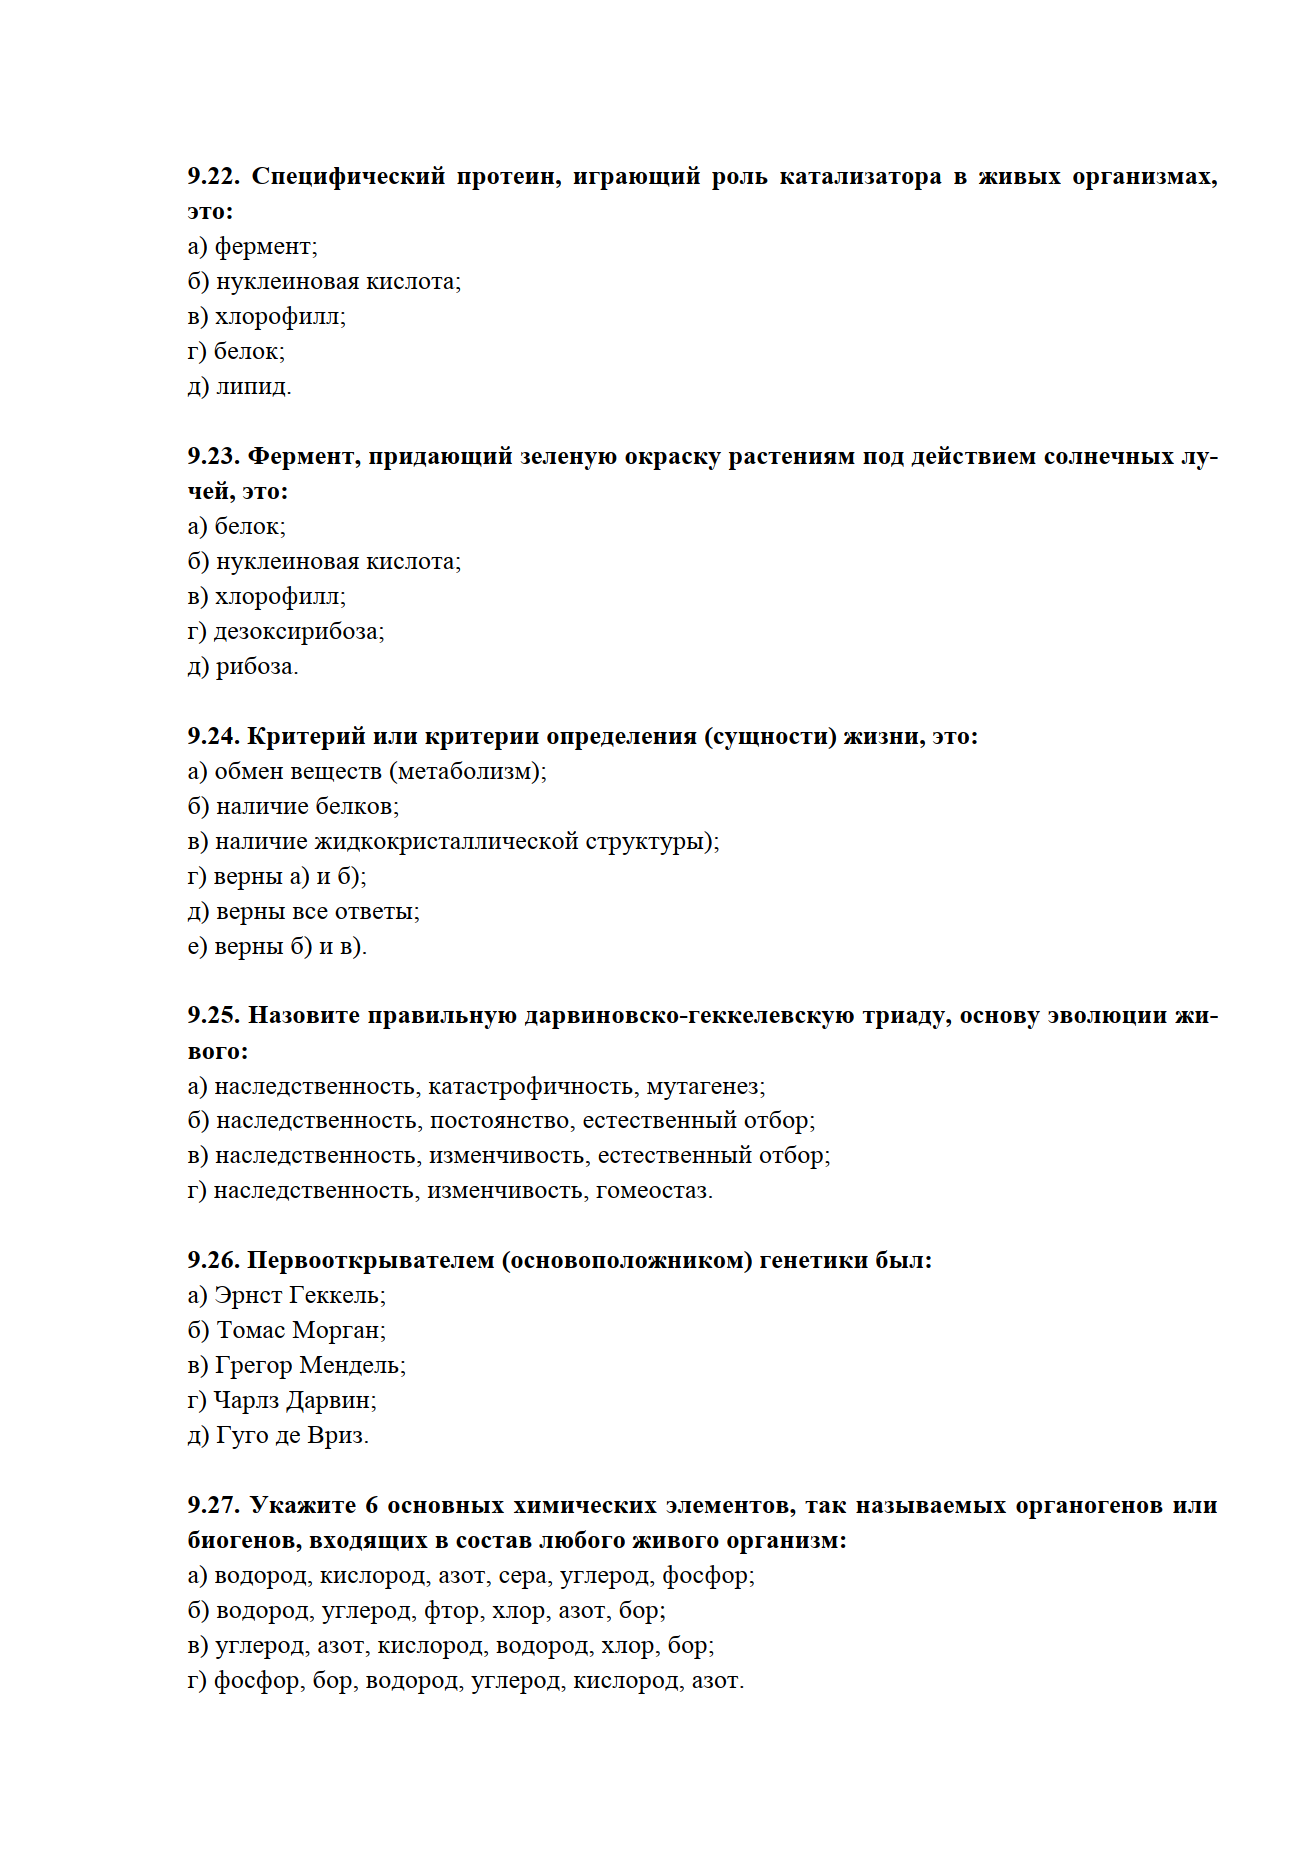 9.22. Специфический протеин, играющий роль катализатора в живых организмах,
это:
а) фермент;
б) нуклеиновая кислота;
в) хлорофилл;
г) белок;
д) липид.
9.23. Фермент, придающий зеленую окраску растениям под действием солнечных лу-
чей, это:
а) белок;
б) нуклеиновая кислота;
в) хлорофилл;
г) дезоксирибоза;
д) рибоза.
9.24. Критерий или критерии определения (сущности) жизни, это:
а) обмен веществ (метаболизм);
б) наличие белков;
в) наличие жидкокристаллической структуры);
г) верны а) и б);
д) верны все ответы;
е) верны б) и в).
9.25. Назовите правильную дарвиновско-геккелевскую триаду, основу эволюции жи-
вого:
а) наследственность, катастрофичность, мутагенез;
б) наследственность, постоянство, естественный отбор;
в) наследственность, изменчивость, естественный отбор;
г) наследственность, изменчивость, гомеостаз.
9.26. Первооткрывателем (основоположником) генетики был:
а) Эрнст Геккель;
б) Томас Морган;
в) Грегор Мендель;
г) Чарлз Дарвин;
д) Гуго де Вриз.
9.27. Укажите 6 основных химических элементов, так называемых органогенов или
биогенов, входящих в состав любого живого организм:
а) водород, кислород, азот, сера, углерод, фосфор;
б) водород, углерод, фтор, хлор, азот, бор;
в) углерод, азот, кислород, водород, хлор, бор;
г) фосфор, бор, водород, углерод, кислород, азот.